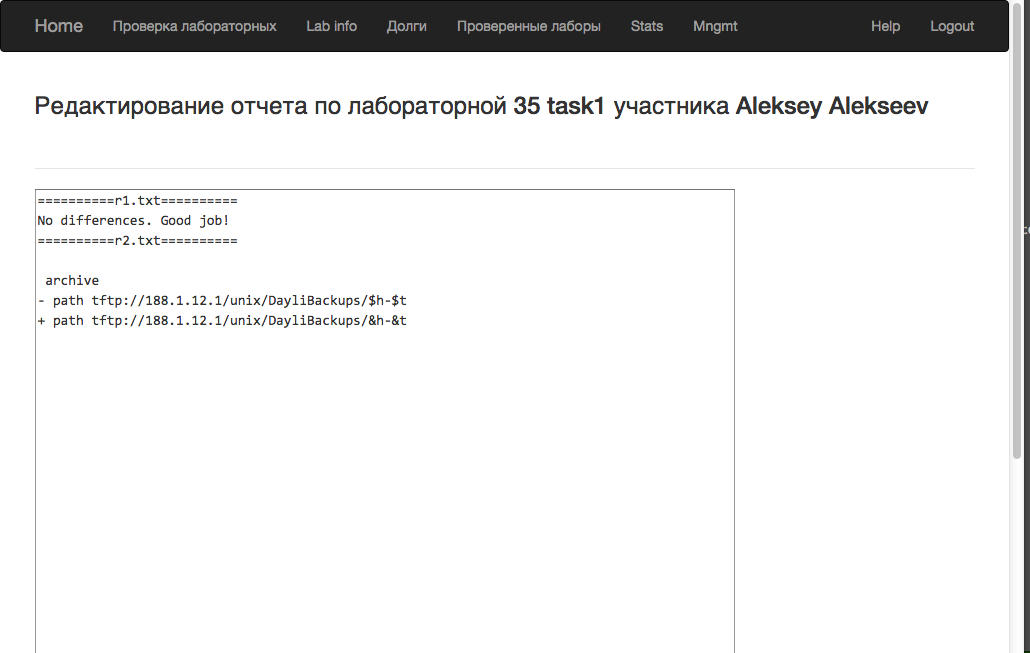 Home Проверка лабораторных Lab info Долги Проверенные лаборы Stats Mngmt Help Logout
Редактирование отчета по лабораторной 35 task1 участника Aleksey Alekseev
==========r1.txt==========
No differences. Good job!
==========r2.txt==========
archive
- path tftp://188.1.12.1/unix/DayliBackups/$h-$t
+ path tftp://188.1.12.1/unix/DayliBackups/&h-&t